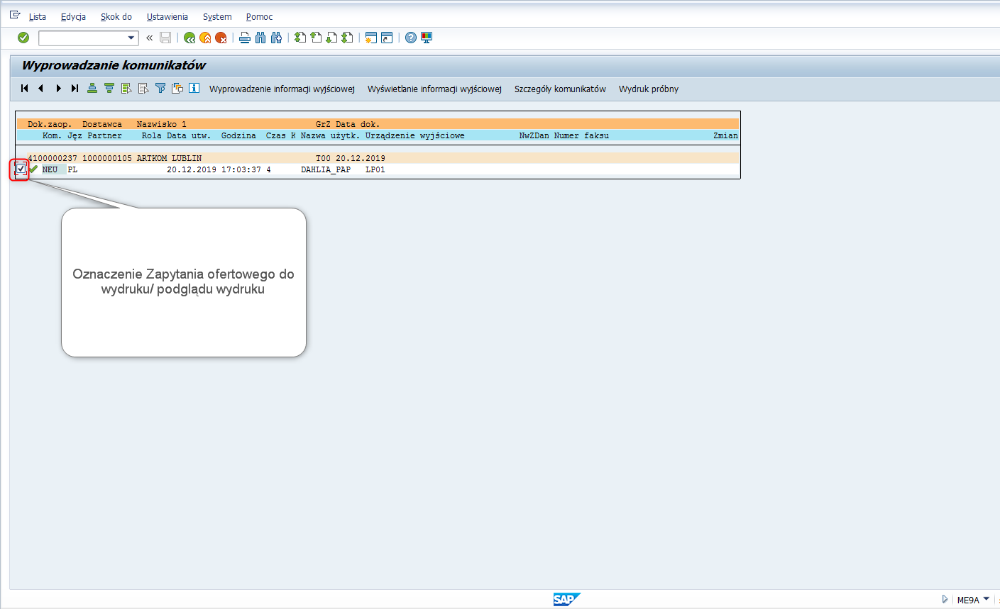 Lista Edycja Skok do Ustawienia System Pomoc
Wyprowadzanie komunikatów
Wyprowadzenie informacji wyjściowej Wyświetlanie informacji wyjściowej Szczegóły komunikatów Wydruk próbny
Dok.zaop. Dostawca Nazwisko 1 GrZ Data dok.
Kom. Jęz Partner Rola Data utw. Godzina Czas K Nazwa użytk. Urządzenie wyjściowe NwZDan Numer faksu Zmian
4100000237 1000000105 ARTKOM LUBLIN T00 20.12.2019
NEU PL 20.12.2019 17:03:37 4 DAHLIA_PAP LP01
Oznaczenie Zapytania ofertowego do
wydruku/ podglądu wydruku
SAP
ME9A